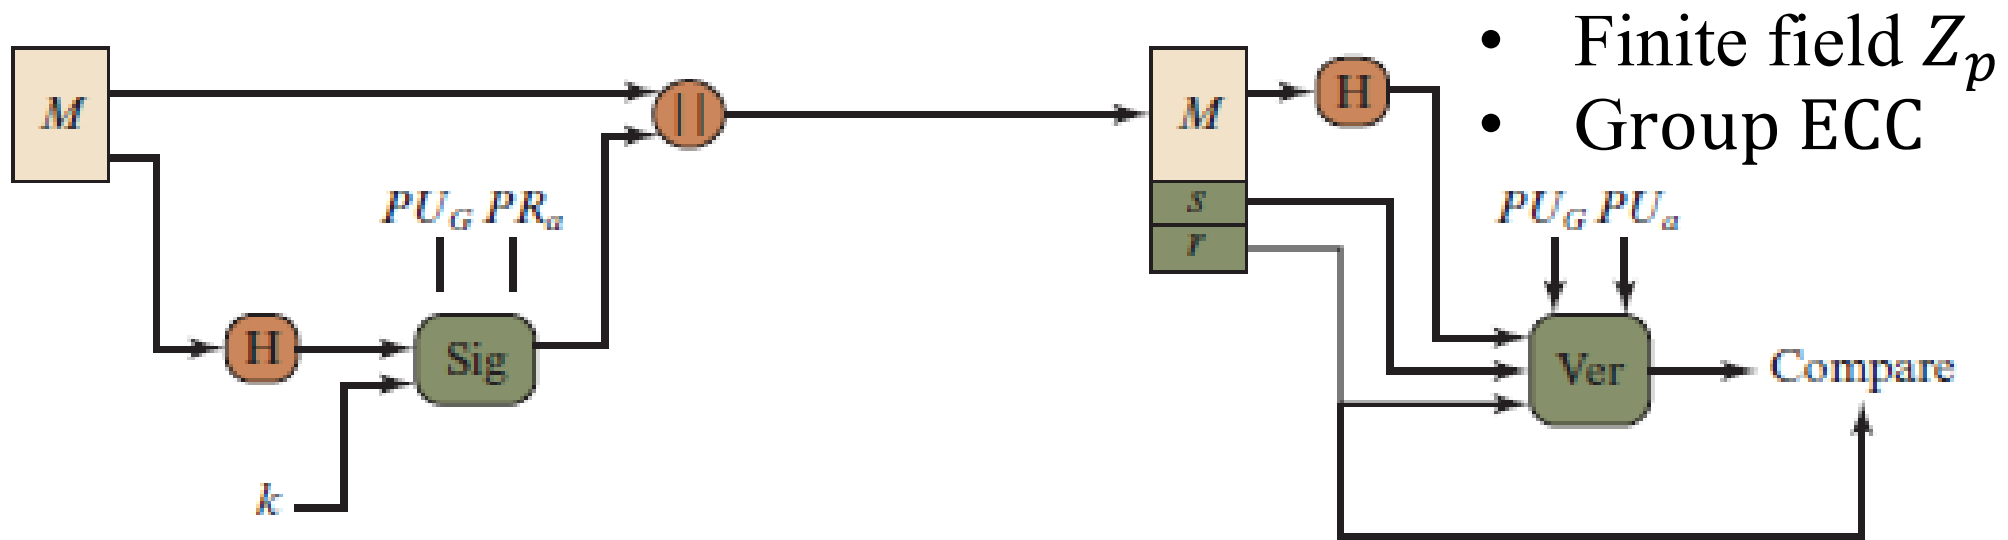 • Finite field Z_p
• Group ECC
M
||
M
H
s
r
PU_G PR_a
PU_G PU_a
H
Sig
Ver
Compare
k